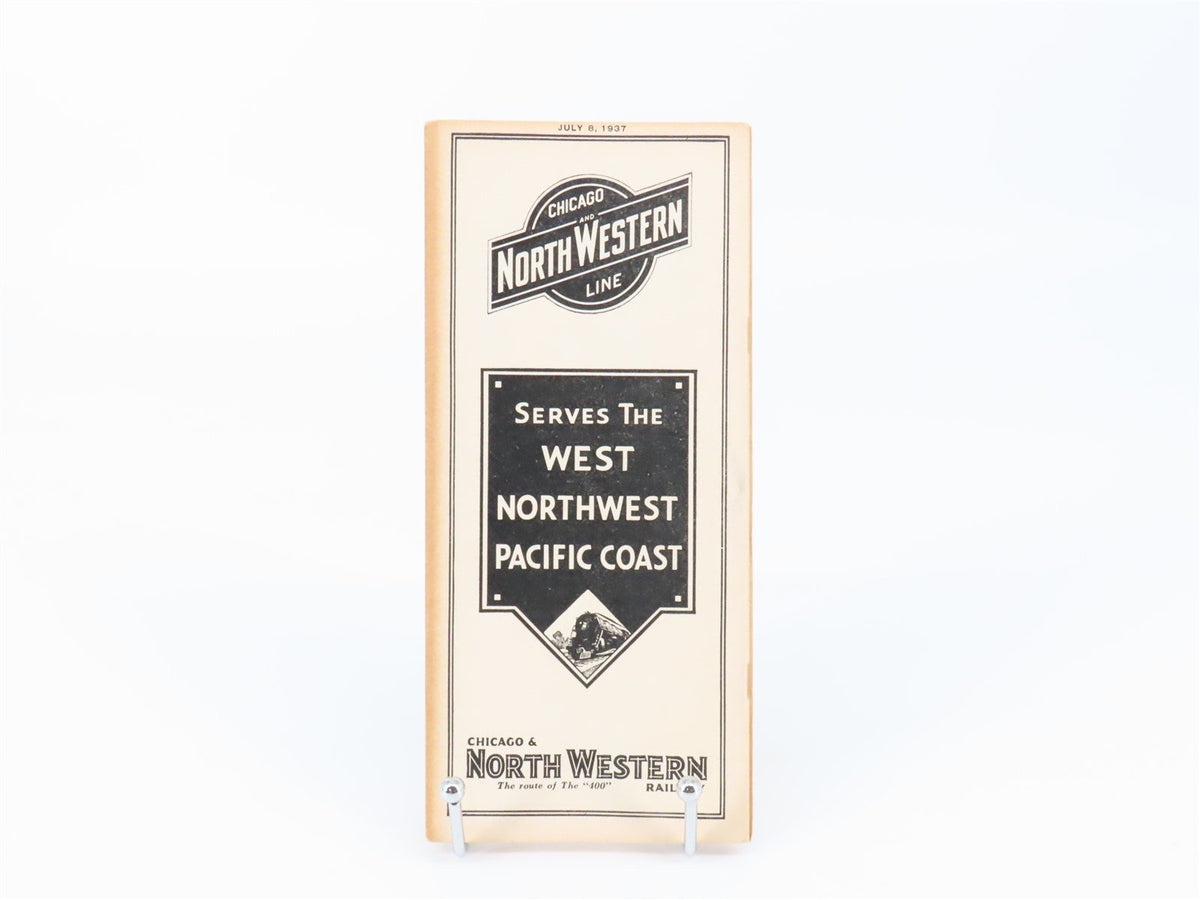 JULY 8, 1937
CHICAGO
AND
NORTH WESTERN
LINE
SERVES THE
WEST
NORTHWEST
PACIFIC COAST
CHICAGO &
NORTH WESTERN
The route of The "400"